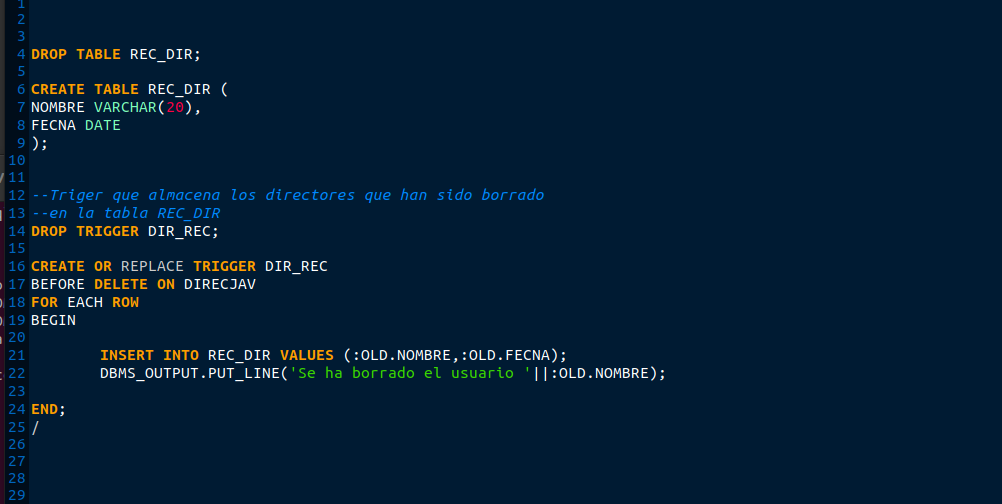 1
2
3
4 DROP TABLE REC_DIR;
5
6 CREATE TABLE REC_DIR (
7 NOMBRE VARCHAR(20),
8 FECNA DATE
9 );
10
11
12 --Triger que almacena los directores que han sido borrado
13 --en la tabla REC_DIR
14 DROP TRIGGER DIR_REC;
15
16 CREATE OR REPLACE TRIGGER DIR_REC
17 BEFORE DELETE ON DIRECJAV
18 FOR EACH ROW
19 BEGIN
20
21 INSERT INTO REC_DIR VALUES (:OLD.NOMBRE,:OLD.FECNA);
22 DBMS_OUTPUT.PUT_LINE('Se ha borrado el usuario '||:OLD.NOMBRE);
23
24 END;
25 /
26
27
28
29